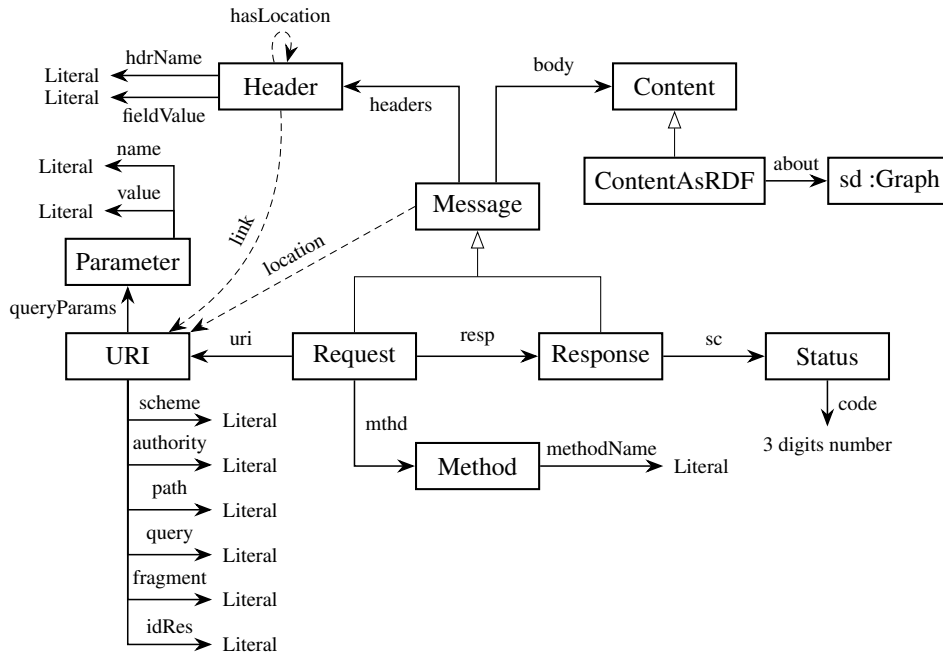 hasLocation
hdrName
Literal
Header
body
Content
Literal
headers
fieldValue
name
Literal
ContentAsRDF
about
sd :Graph
value
Message
Literal
link
location
Parameter
queryParams
URI
uri
Request
resp
Response
sc
Status
scheme
Literal
mthd
code
authority
Literal
Method
methodName
Literal
3 digits number
path
Literal
query
Literal
fragment
Literal
idRes
Literal